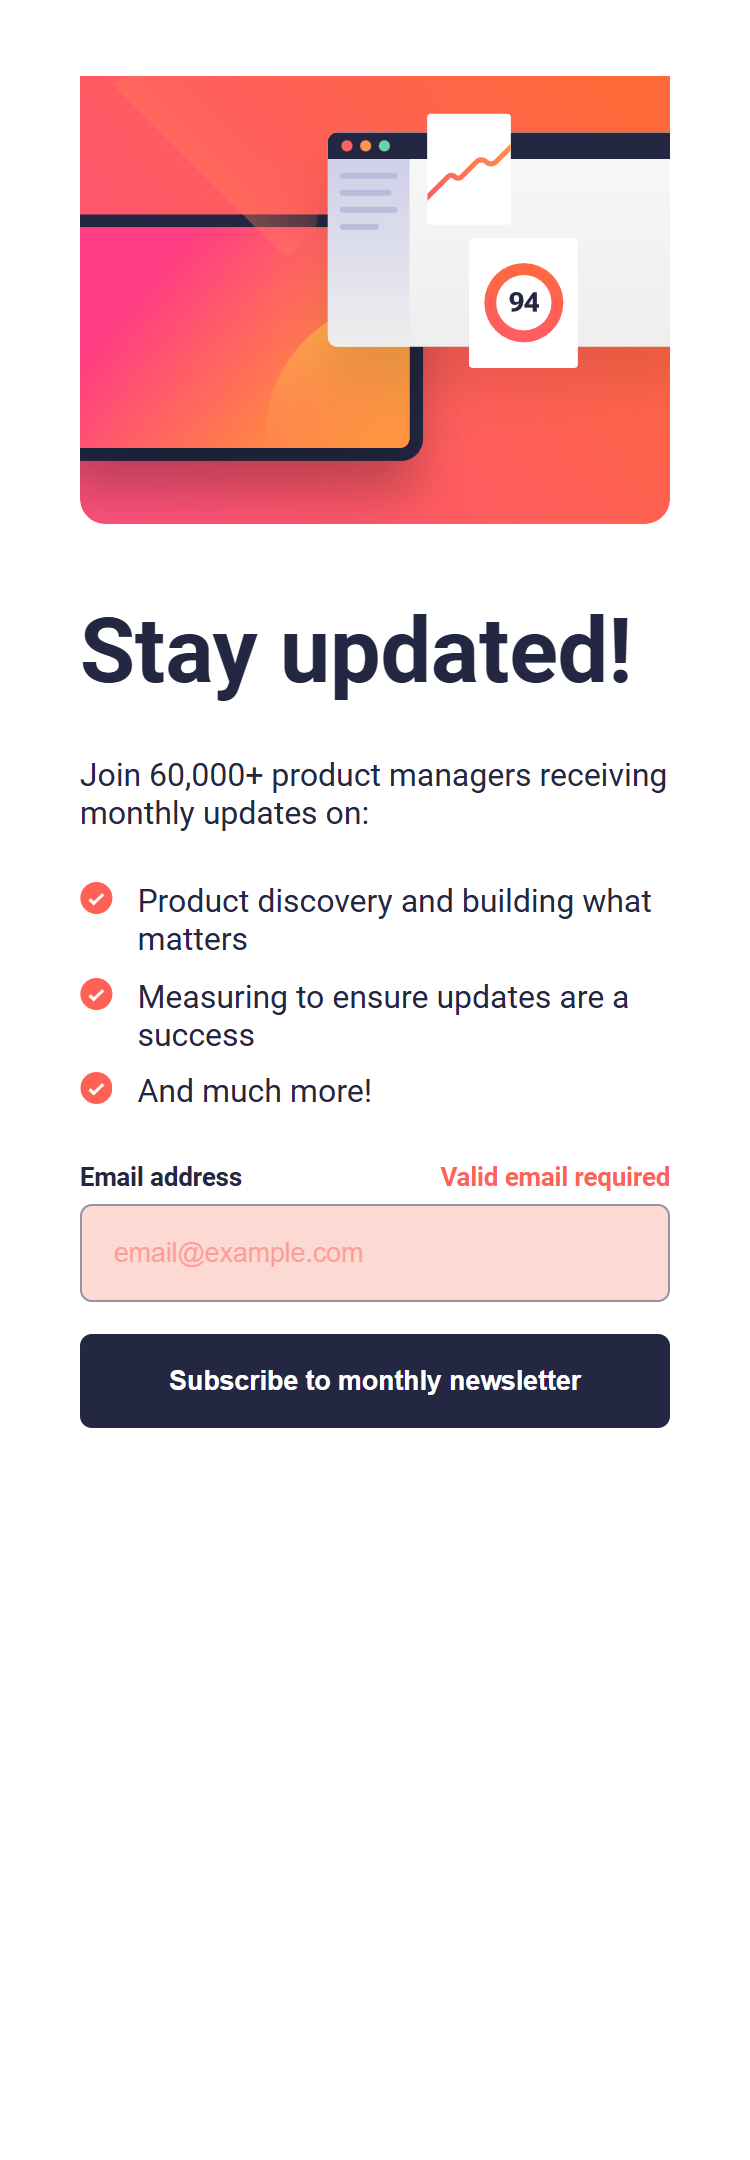 94
Stay updated!
Join 60,000+ product managers receiving
monthly updates on:
Product discovery and building what
matters
Measuring to ensure updates are a
success
And much more!
Email address Valid email required
email@example.com
Subscribe to monthly newsletter